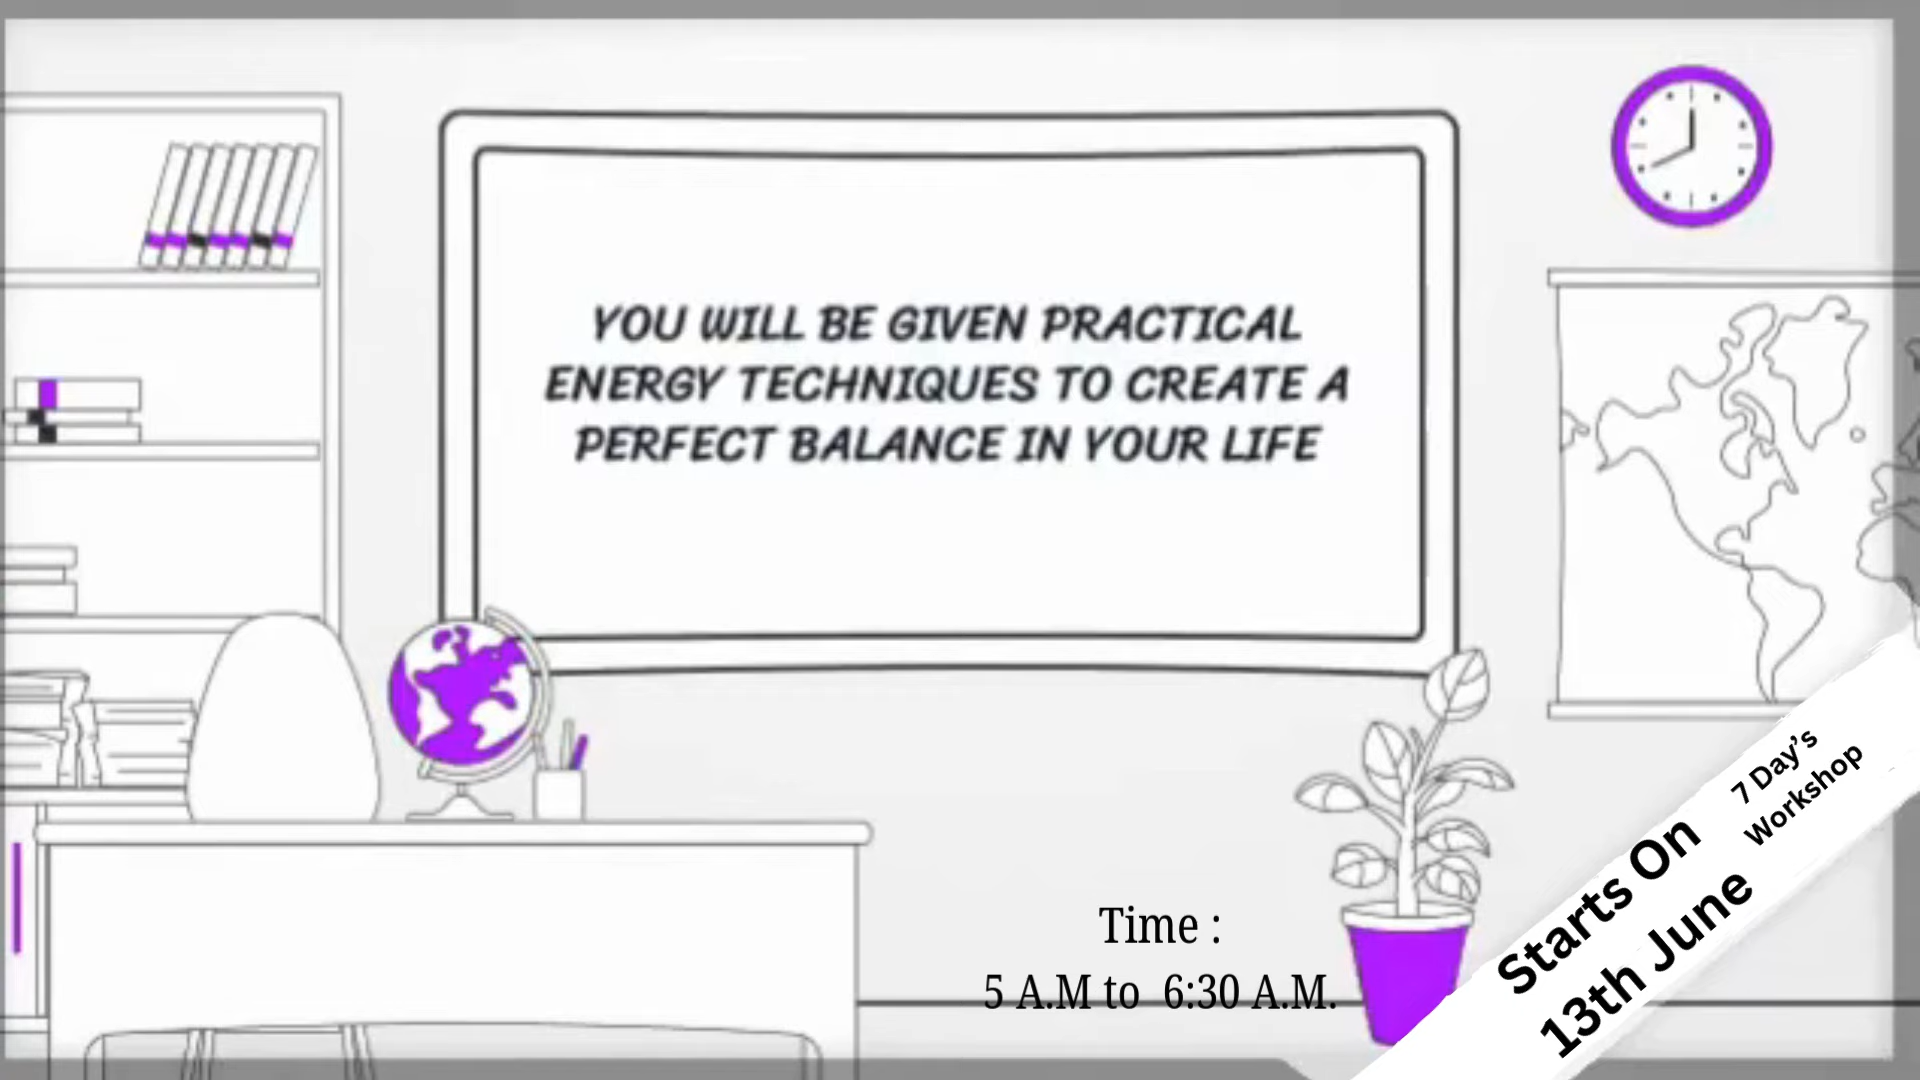 YOU WILL BE GIVEN PRACTICAL
ENERGY TECHNIQUES TO CREATE A
PERFECT BALANCE IN YOUR LIFE
Time :
5 A.M to 6:30 A.M.
Starts On
13th June
7 Day's
Workshop